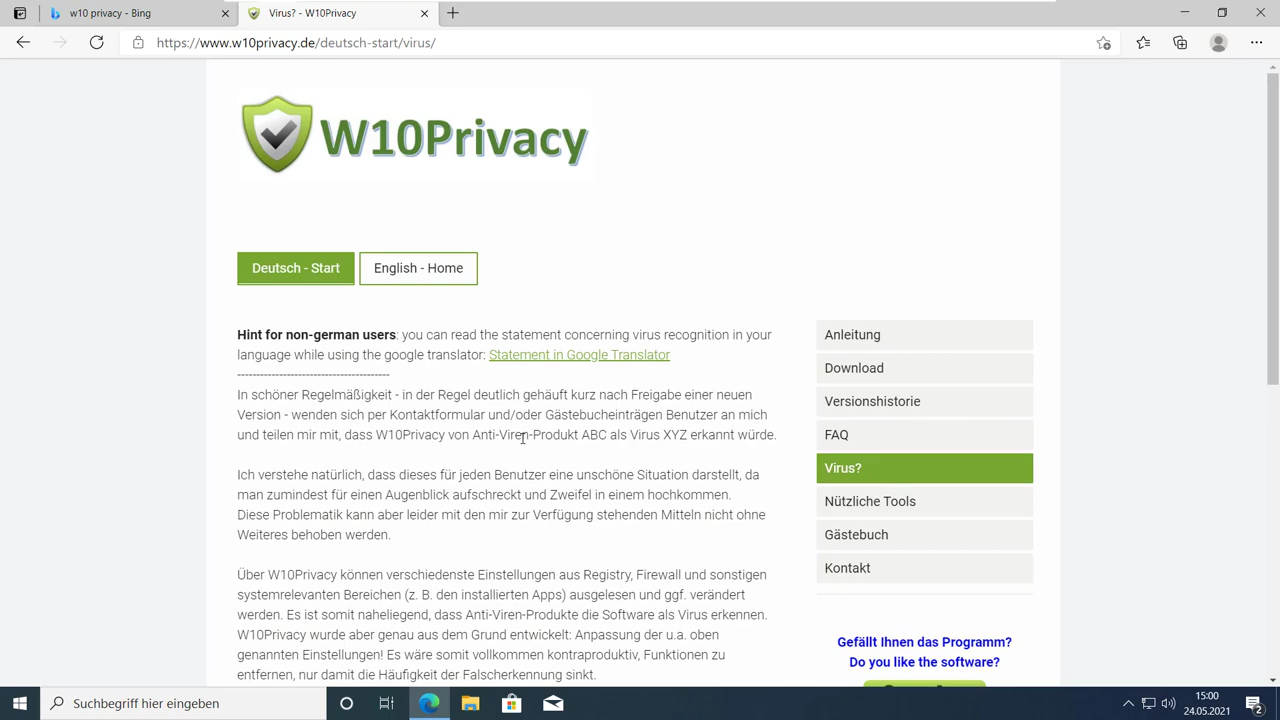 w10 privacy - Bing
Virus? - W10Privacy
https://www.w10privacy.de/deutsch-start/virus/
W10Privacy
Deutsch - Start
English - Home
Hint for non-german users: you can read the statement concerning virus recognition in your
language while using the google translator: Statement in Google Translator
----------------------------------------
In schöner Regelmäßigkeit - in der Regel deutlich gehäuft kurz nach Freigabe einer neuen
Version - wenden sich per Kontaktformular und/oder Gästebucheinträgen Benutzer an mich
und teilen mir mit, dass W10Privacy von Anti-Viren-Produkt ABC als Virus XYZ erkannt würde.
Ich verstehe natürlich, dass dieses für jeden Benutzer eine unschöne Situation darstellt, da
man zumindest für einen Augenblick aufschreckt und Zweifel in einem hochkommen.
Diese Problematik kann aber leider mit den mir zur Verfügung stehenden Mitteln nicht ohne
Weiteres behoben werden.
Über W10Privacy können verschiedenste Einstellungen aus Registry, Firewall und sonstigen
systemrelevanten Bereichen (z. B. den installierten Apps) ausgelesen und ggf. verändert
werden. Es ist somit naheliegend, dass Anti-Viren-Produkte die Software als Virus erkennen.
W10Privacy wurde aber genau aus dem Grund entwickelt: Anpassung der u.a. oben
genannten Einstellungen! Es wäre somit vollkommen kontraproduktiv, Funktionen zu
entfernen, nur damit die Häufigkeit der Falscherkennung sinkt.
Anleitung
Download
Versionshistorie
FAQ
Virus?
Nützliche Tools
Gästebuch
Kontakt
Gefällt Ihnen das Programm?
Do you like the software?
Suchbegriff hier eingeben
15:00
24.05.2021
2